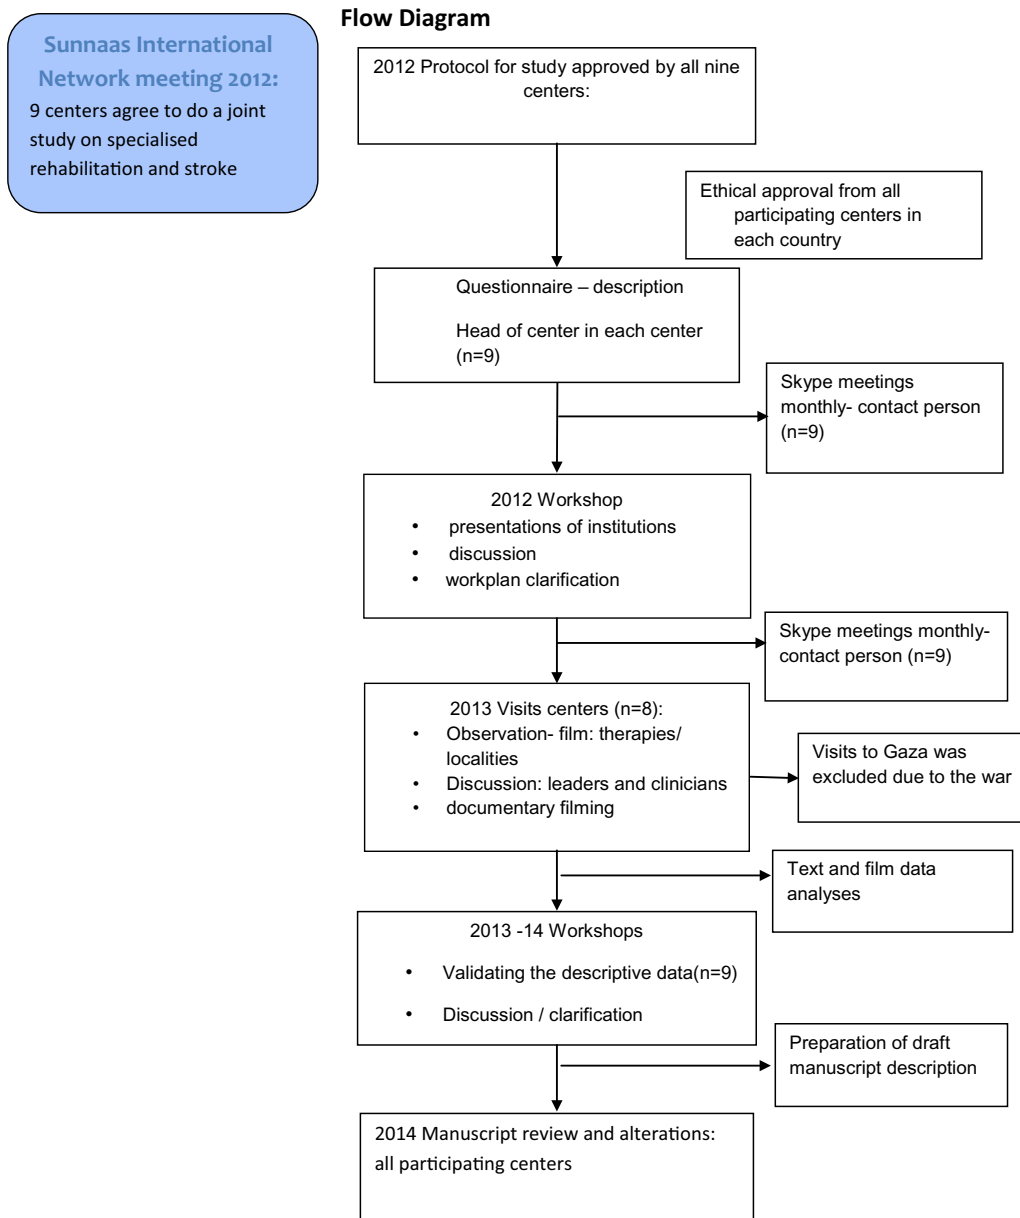 Flow Diagram
Sunnaas International
Network meeting 2012:
9 centers agree to do a joint
study on specialised
rehabilitation and stroke
2012 Protocol for study approved by all nine
centers:
Ethical approval from all
participating centers in
each country
Questionnaire – description
Head of center in each center
(n=9)
Skype meetings
monthly- contact person
(n=9)
2012 Workshop
• presentations of institutions
• discussion
• workplan clarification
Skype meetings monthly-
contact person (n=9)
2013 Visits centers (n=8):
• Observation- film: therapies/
localities
• Discussion: leaders and clinicians
• documentary filming
Visits to Gaza was
excluded due to the war
Text and film data
analyses
2013 -14 Workshops
• Validating the descriptive data(n=9)
• Discussion / clarification
Preparation of draft
manuscript description
2014 Manuscript review and alterations:
all participating centers